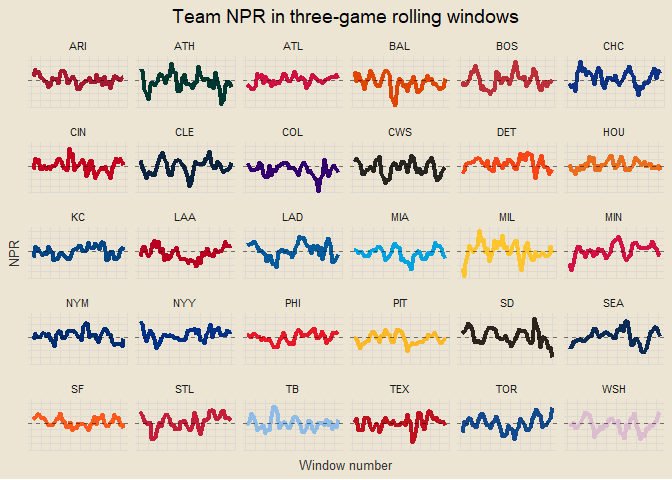 Team NPR in three-game rolling windows
ARI ATH ATL BAL BOS CHC
CIN CLE COL CWS DET HOU
KC LAA LAD MIA MIL MIN
NPR
NYM NYY PHI PIT SD SEA
SF STL TB TEX TOR WSH
Window number